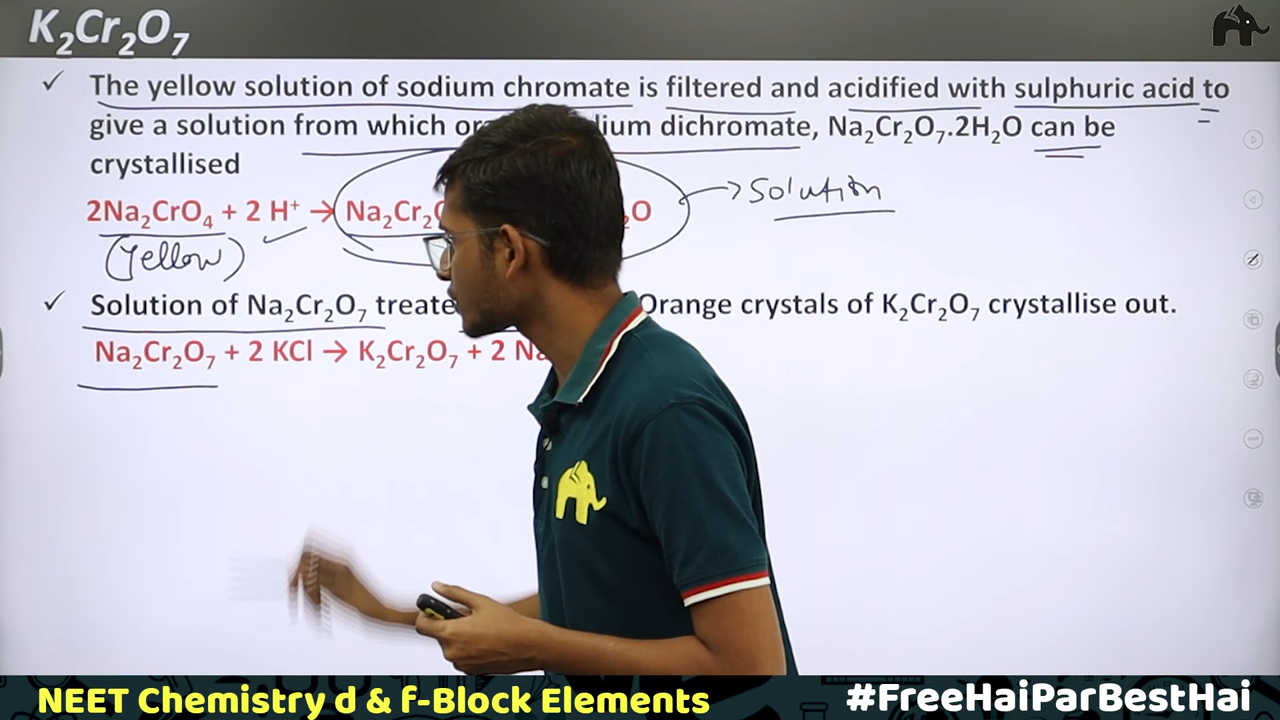 K₂Cr₂O₇
✓ The yellow solution of sodium chromate is filtered and acidified with sulphuric acid to
give a solution from which dium dichromate, Na₂Cr₂O₇.2H₂O can be
crystallised
2Na₂CrO₄ + 2 H⁺ → Na₂Cr₂ ₂O
→ Solution
(Yellow)
✓ Solution of Na₂Cr₂O₇ treate Orange crystals of K₂Cr₂O₇ crystallise out.
Na₂Cr₂O₇ + 2 KCl → K₂Cr₂O₇ + 2 Na
NEET Chemistry d & f-Block Elements
#FreeHaiParBestHai